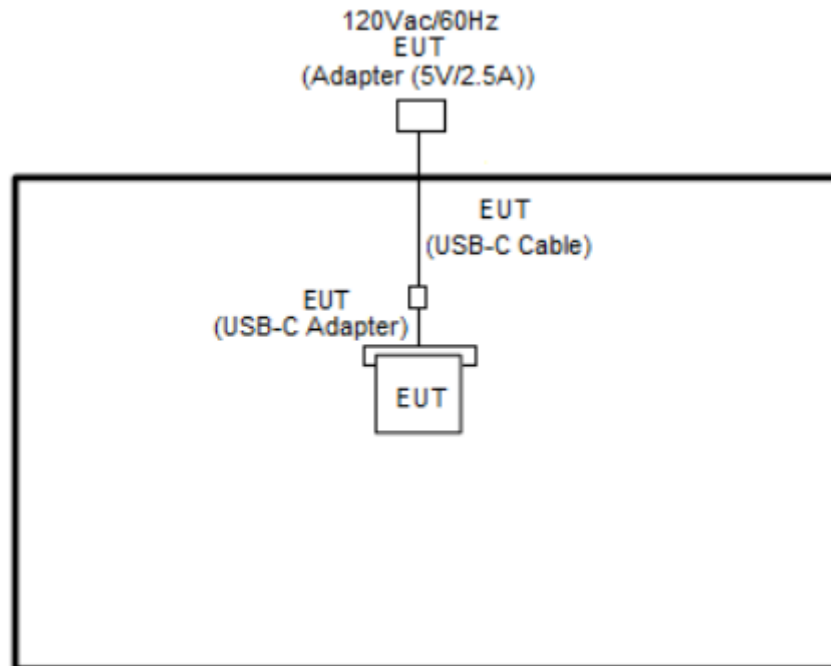 120Vac/60Hz
EUT
(Adapter (5V/2.5A))
EUT
(USB-C Cable)
EUT
(USB-C Adapter)
EUT